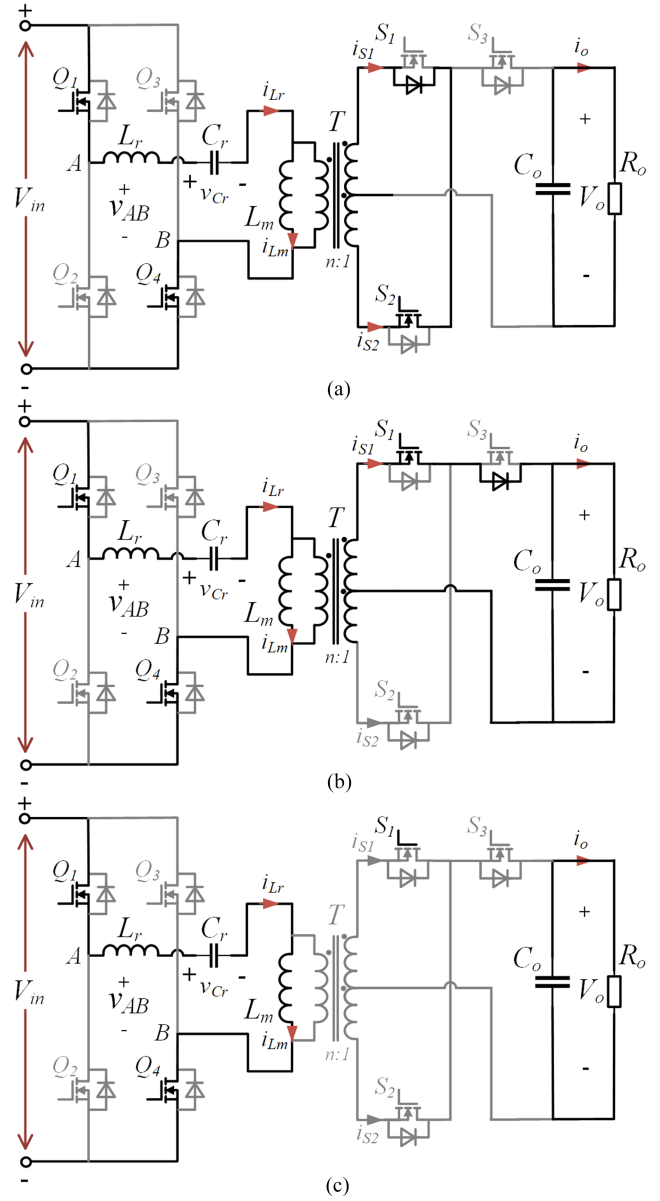 +
Q1
Q3
S1
S3
iS1
io
iLr
A
Lr
Cr
T
+
+
vCr
-
Co
Ro
Vin
vAB
Lm
Vo
-
B
iLm
n:1
-
Q2
Q4
S2
iS2
-
(a)
+
Q1
Q3
S1
S3
iS1
io
iLr
A
Lr
Cr
T
+
+
vCr
-
Co
Ro
Vin
vAB
Lm
Vo
-
B
iLm
n:1
-
Q2
Q4
S2
iS2
-
(b)
+
Q1
Q3
S1
S3
iS1
io
iLr
A
Lr
Cr
T
+
+
vCr
-
Co
Ro
Vin
vAB
Lm
Vo
-
B
iLm
n:1
-
Q2
Q4
S2
iS2
-
(c)